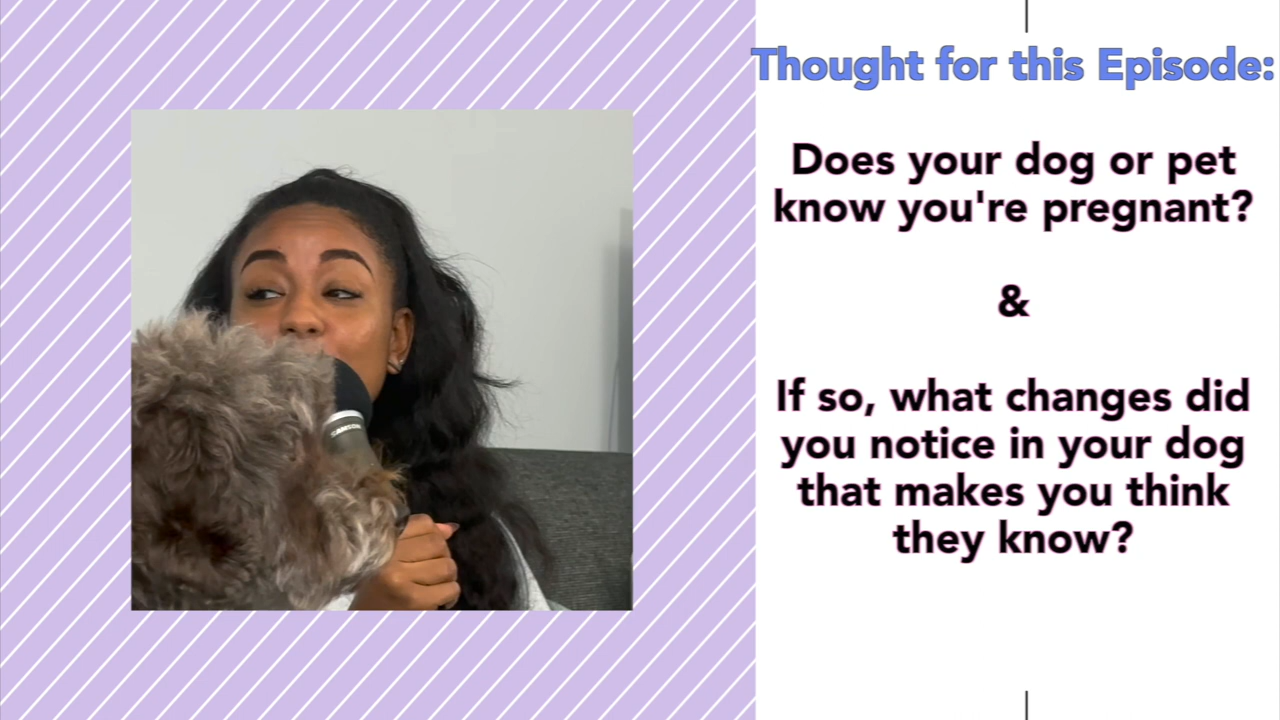 Thought for this Episode:
Does your dog or pet
know you're pregnant?
&
If so, what changes did
you notice in your dog
that makes you think
they know?
SAMSON